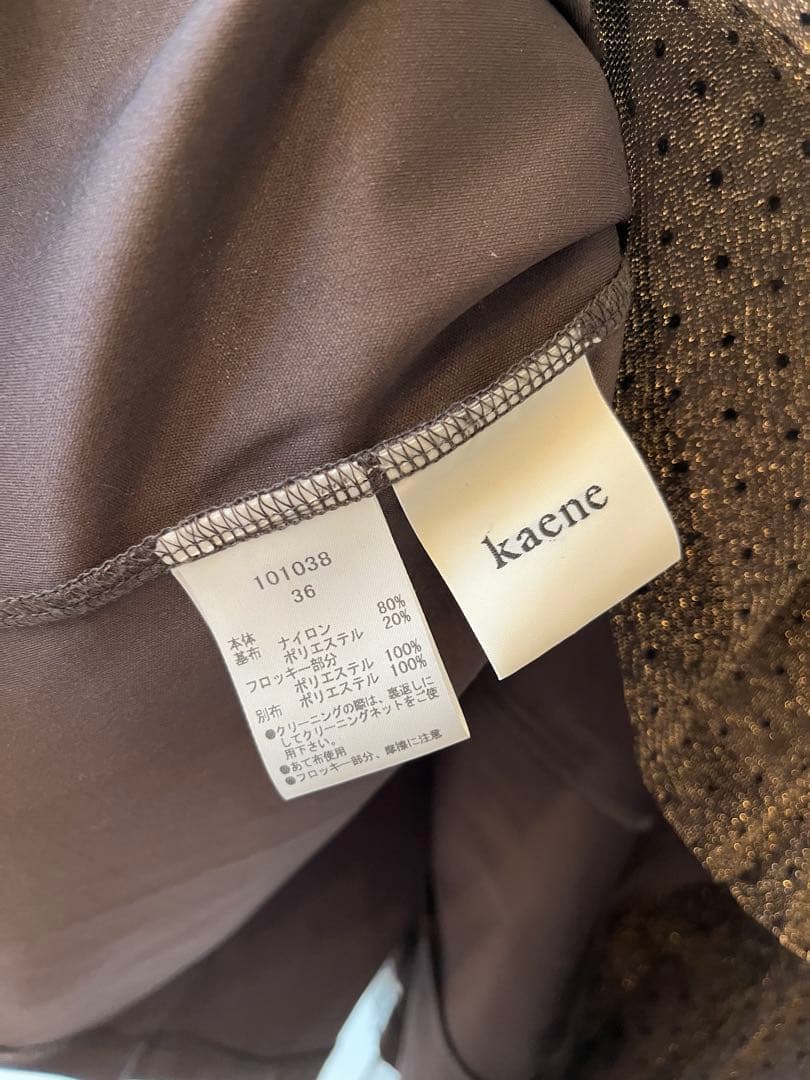 101038
36
本体
基布 ナイロン 80%
ポリエステル 20%
フロッキー部分
ポリエステル 100%
別布 ポリエステル 100%
●クリーニングの際は、裏返しに
してクリーニングネットをご使
用下さい。
●あて布使用
●フロッキー部分、摩擦に注意
kaene